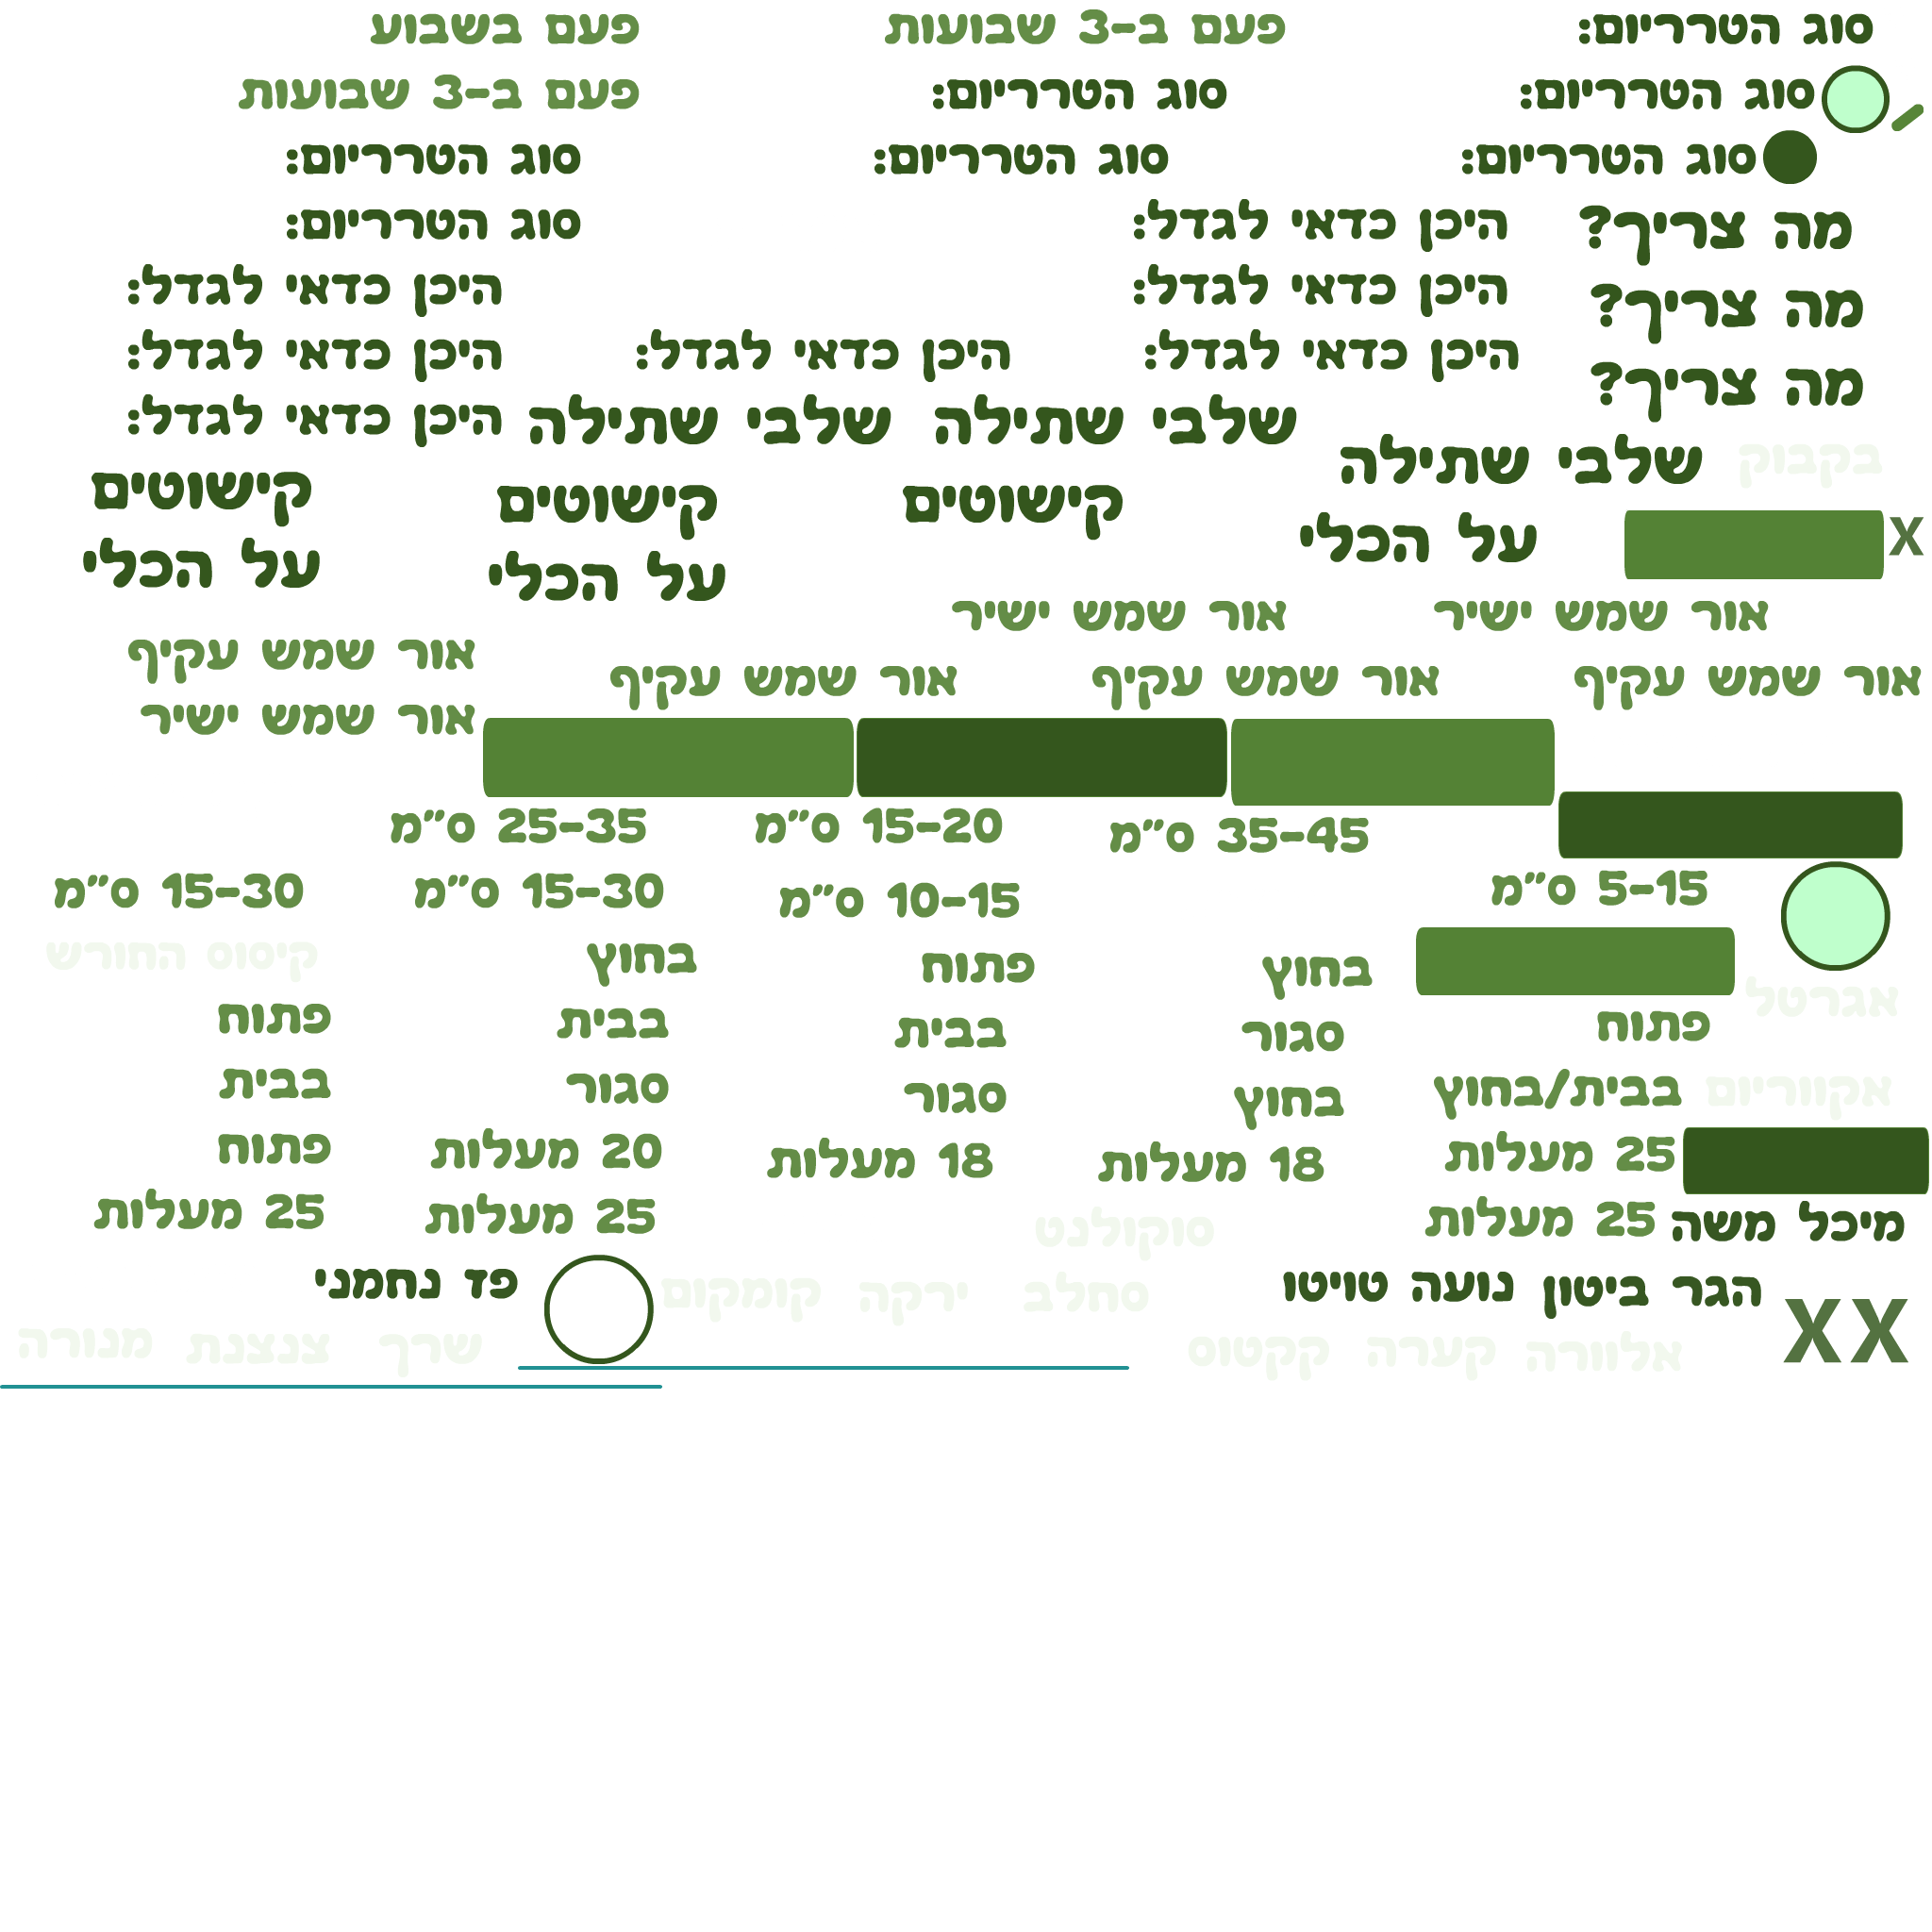 סוג הטרריום: פעם ב-3 שבועות פעם בשבוע
סוג הטרריום: סוג הטרריום: פעם ב-3 שבועות
סוג הטרריום: סוג הטרריום: סוג הטרריום:
מה צריך? היכן כדאי לגדל: סוג הטרריום:
מה צריך? היכן כדאי לגדל: היכן כדאי לגדל:
היכן כדאי לגדל: היכן כדאי לגדל: היכן כדאי לגדל:
מה צריך? שלבי שתילה שלבי שתילה היכן כדאי לגדל:
בקבוק שלבי שתילה
קישוטים קישוטים קישוטים
X על הכלי על הכלי על הכלי
אור שמש ישיר אור שמש ישיר
אור שמש עקיף אור שמש עקיף אור שמש עקיף אור שמש עקיף
אור שמש ישיר
35-45 ס"מ 15-20 ס"מ 25-35 ס"מ
5-15 ס"מ 10-15 ס"מ 15-30 ס"מ 15-30 ס"מ
בחוץ פתוח בחוץ קיסוס החורש
אגרטל
פתוח סגור בבית בבית פתוח
אקווריום בבית/בחוץ בחוץ סגור סגור בבית
25 מעלות 18 מעלות 18 מעלות 20 מעלות פתוח
מיכל משה 25 מעלות סוקולנט 25 מעלות 25 מעלות
הגר ביטון נועה טויטו סחלב ירקה קומקום פד נחמני
XX אלוורה קערה קקטוס שרך צנצנת מנורה